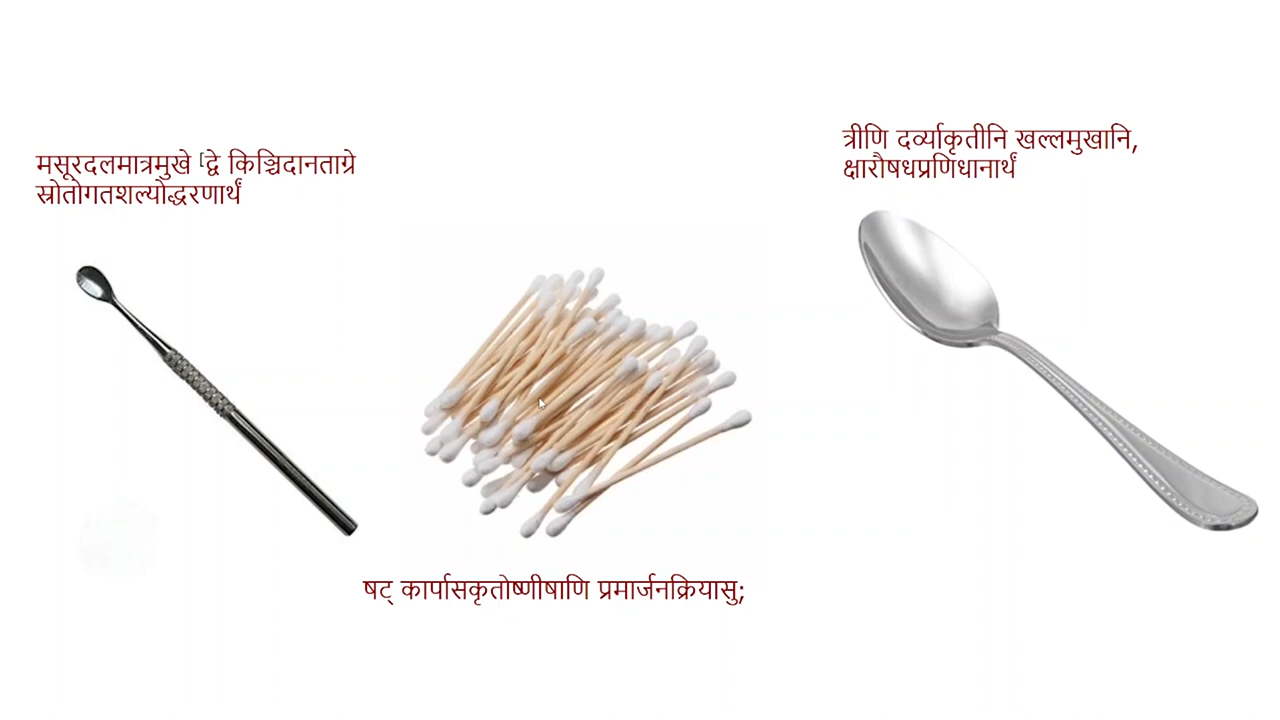 मसूरदलमात्रमुखे [द्वे किञ्चिदानताग्रे
स्रोतोगतशल्योद्धरणार्थं
त्रीणि दर्व्याकृतीनि खल्लमुखानि,
क्षारौषधप्रणिधानार्थं
षट् कार्पासकृतोष्णीषाणि प्रमार्जनक्रियासु;